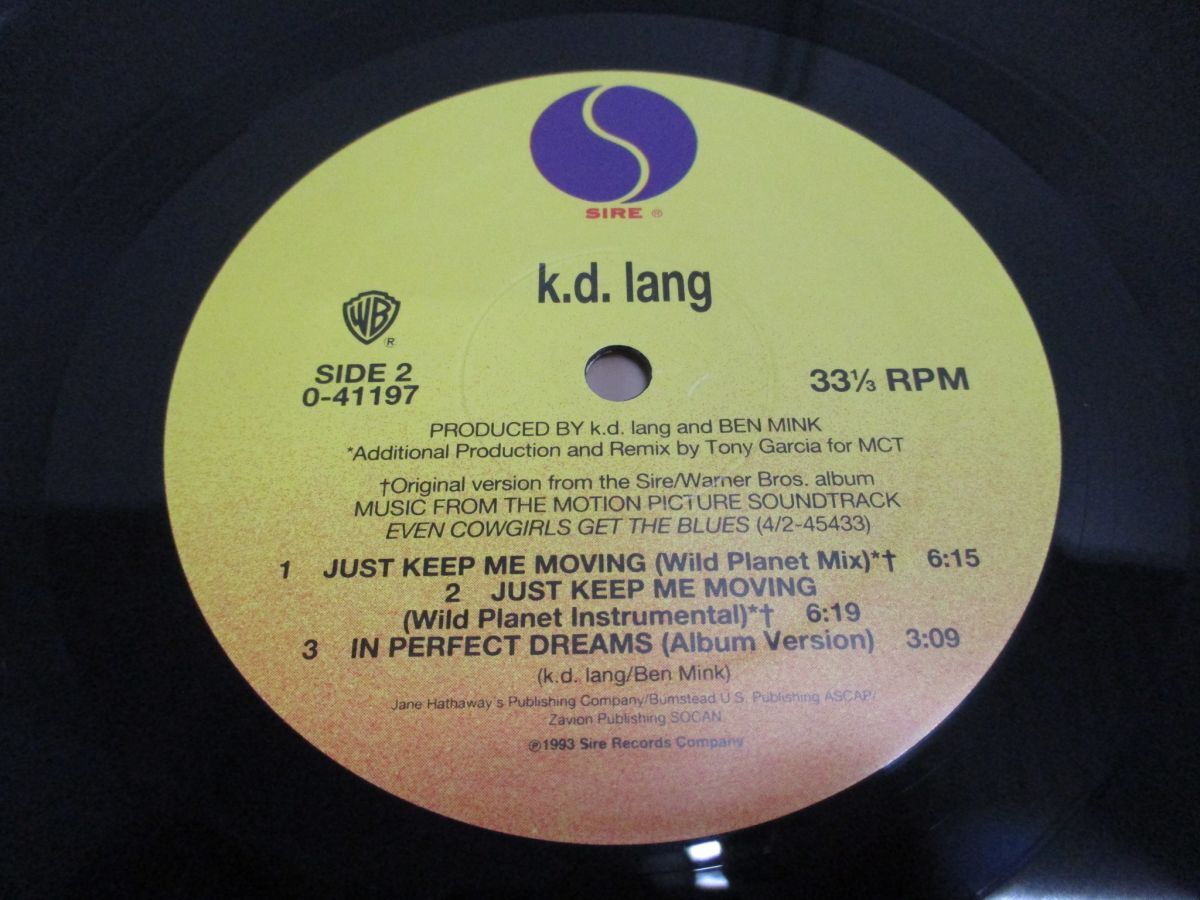 SIRE ®
k.d. lang
WB ®
SIDE 2
0-41197
33⅓ RPM
PRODUCED BY k.d. lang and BEN MINK
*Additional Production and Remix by Tony Garcia for MCT
†Original version from the Sire/Warner Bros. album
MUSIC FROM THE MOTION PICTURE SOUNDTRACK
EVEN COWGIRLS GET THE BLUES (4/2-45433)
1 JUST KEEP ME MOVING (Wild Planet Mix)*† 6:15
2 JUST KEEP ME MOVING
(Wild Planet Instrumental)*† 6:19
3 IN PERFECT DREAMS (Album Version) 3:09
(k.d. lang/Ben Mink)
Jane Hathaway's Publishing Company/Bumstead U.S. Publishing ASCAP/
Zavion Publishing SOCAN
℗1993 Sire Records Company